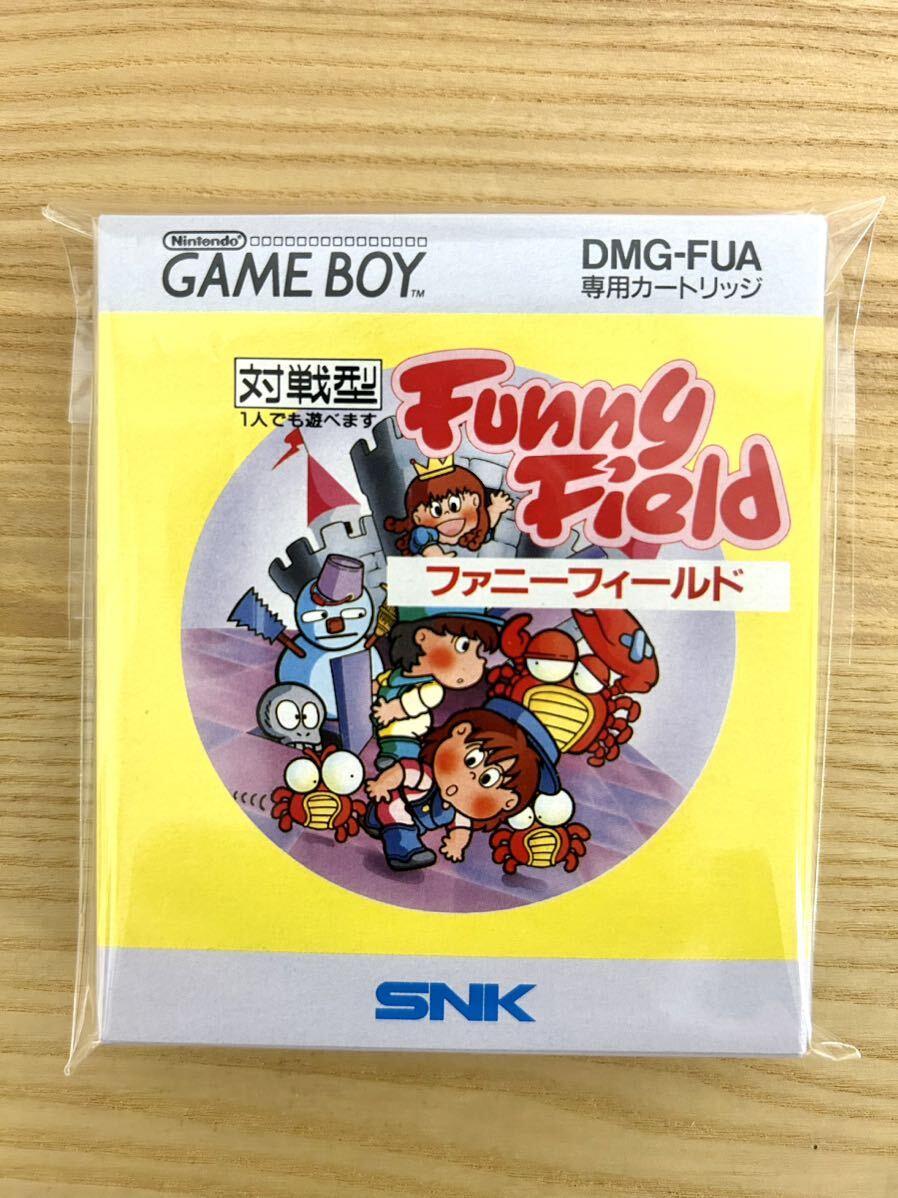 Nintendo®
GAME BOY™
DMG-FUA
専用カートリッジ
対戦型
1人でも遊べます
Funny
Field
ファニーフィールド
SNK